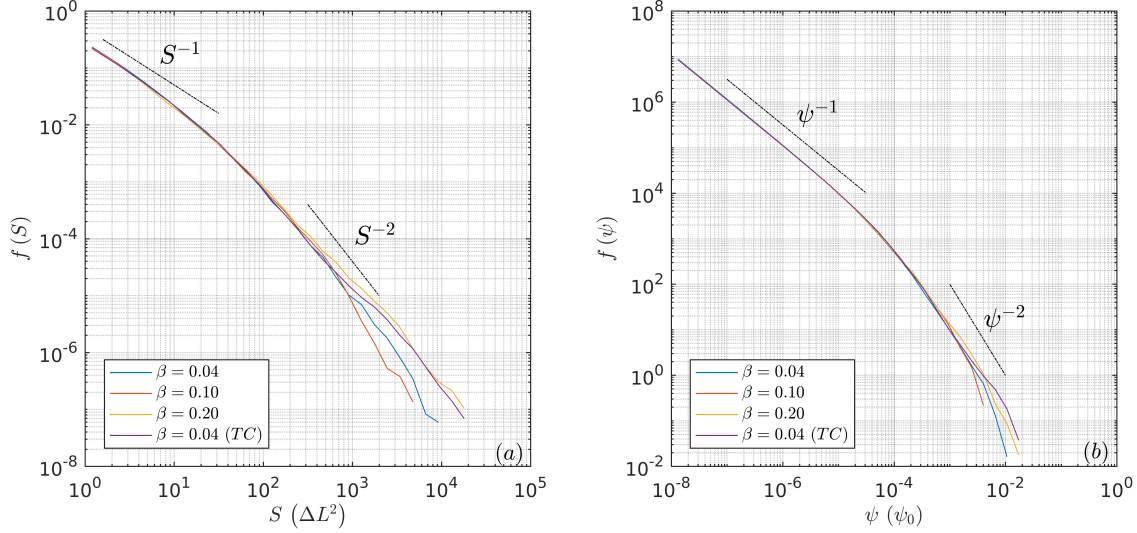 10^0
10^-2
10^-4
10^-6
10^-8
f (S)
S^-1
S^-2
β = 0.04
β = 0.10
β = 0.20
β = 0.04 (TC)
(a)
10^0 10^1 10^2 10^3 10^4 10^5
S (ΔL^2)
10^8
10^6
10^4
10^2
10^0
10^-2
f (ψ)
ψ^-1
ψ^-2
β = 0.04
β = 0.10
β = 0.20
β = 0.04 (TC)
(b)
10^-8 10^-6 10^-4 10^-2 10^0
ψ (ψ_0)